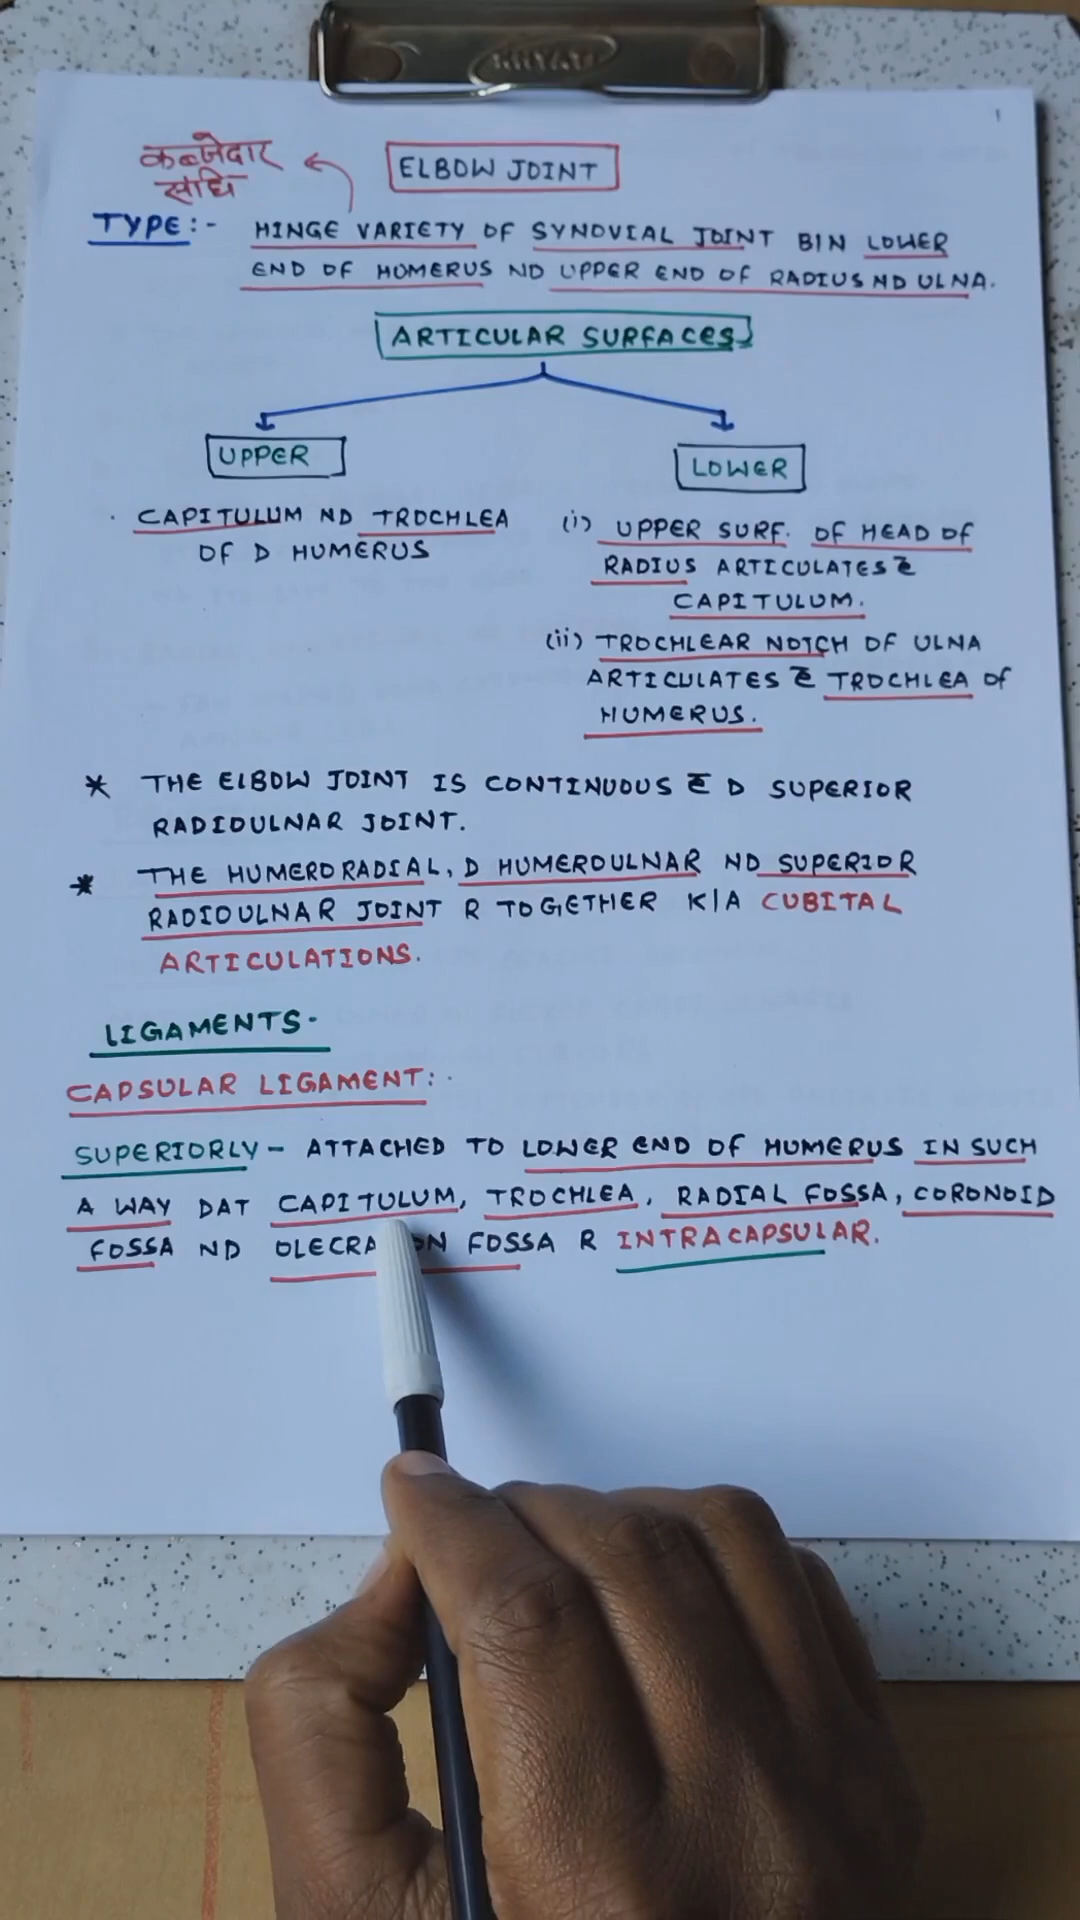 KHYATI
1
कब्जेदार
संधि
ELBOW JOINT
TYPE:- HINGE VARIETY OF SYNOVIAL JOINT BIN LOWER
END OF HUMERUS ND UPPER END OF RADIUS ND ULNA.
ARTICULAR SURFACES
UPPER
LOWER
CAPITULUM ND TROCHLEA
OF D HUMERUS
(i) UPPER SURF. OF HEAD OF
RADIUS ARTICULATES c̄
CAPITULUM.
(ii) TROCHLEAR NOTCH OF ULNA
ARTICULATES c̄ TROCHLEA OF
HUMERUS.
* THE ELBOW JOINT IS CONTINUOUS c̄ D SUPERIOR
RADIOULNAR JOINT.
* THE HUMERORADIAL, D HUMEROULNAR ND SUPERIOR
RADIOULNAR JOINT R TOGETHER K/A CUBITAL
ARTICULATIONS.
LIGAMENTS-
CAPSULAR LIGAMENT:-
SUPERIORLY - ATTACHED TO LOWER END OF HUMERUS IN SUCH
A WAY DAT CAPITULUM, TROCHLEA, RADIAL FOSSA, CORONOID
FOSSA ND OLECRANON FOSSA R INTRACAPSULAR.